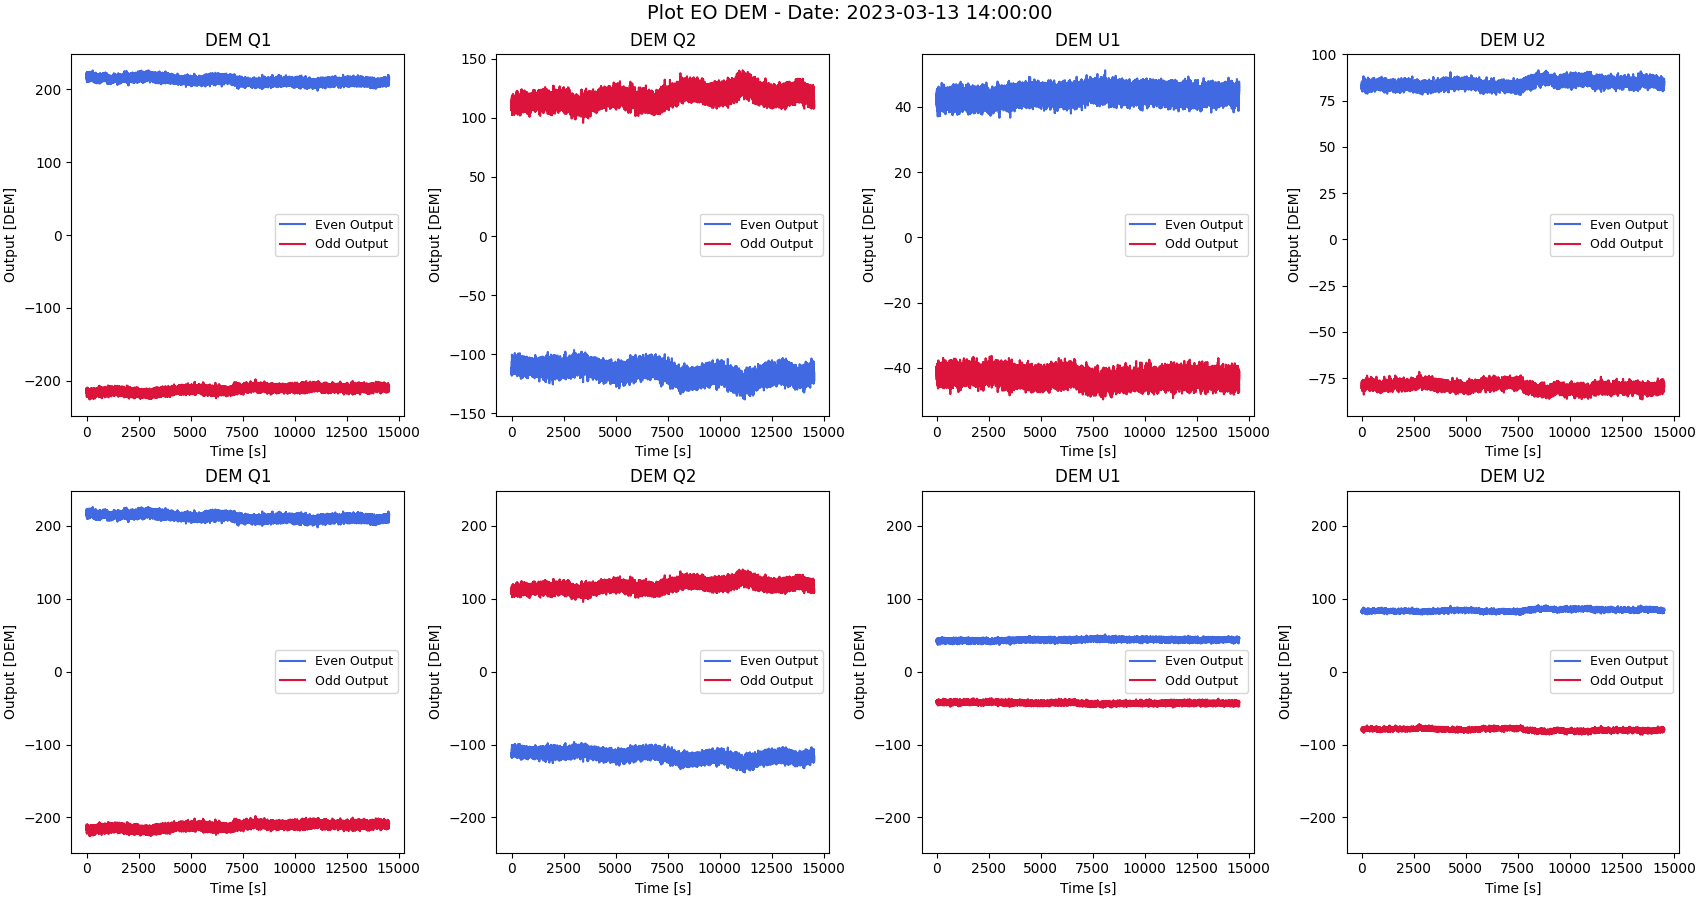 Plot EO DEM - Date: 2023-03-13 14:00:00
DEM Q1
Output [DEM]
200
100
0
−100
−200
Even Output
Odd Output
0 2500 5000 7500 10000 12500 15000
Time [s]
DEM Q2
Output [DEM]
150
100
50
0
−50
−100
−150
Even Output
Odd Output
0 2500 5000 7500 10000 12500 15000
Time [s]
DEM U1
Output [DEM]
40
20
0
−20
−40
Even Output
Odd Output
0 2500 5000 7500 10000 12500 15000
Time [s]
DEM U2
Output [DEM]
100
75
50
25
0
−25
−50
−75
Even Output
Odd Output
0 2500 5000 7500 10000 12500 15000
Time [s]
DEM Q1
Output [DEM]
200
100
0
−100
−200
Even Output
Odd Output
0 2500 5000 7500 10000 12500 15000
Time [s]
DEM Q2
Output [DEM]
200
100
0
−100
−200
Even Output
Odd Output
0 2500 5000 7500 10000 12500 15000
Time [s]
DEM U1
Output [DEM]
200
100
0
−100
−200
Even Output
Odd Output
0 2500 5000 7500 10000 12500 15000
Time [s]
DEM U2
Output [DEM]
200
100
0
−100
−200
Even Output
Odd Output
0 2500 5000 7500 10000 12500 15000
Time [s]